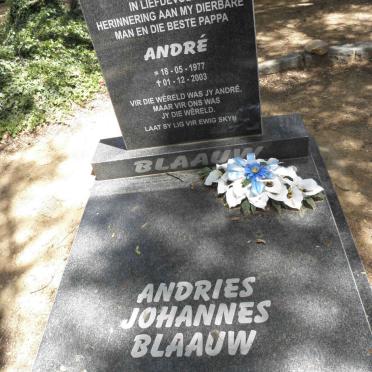 IN LIEFDEVOLLE
HERINNERING AAN MY DIERBARE
MAN EN DIE BESTE PAPPA
ANDRÉ
¤ 18 - 05 - 1977
† 01 - 12 - 2003
VIR DIE WÊRELD WAS JY ANDRÉ.
MAAR VIR ONS WAS
JY DIE WÊRELD.
LAAT SY LIG VIR EWIG SKYN
BLAAUW
ANDRIES
JOHANNES
BLAAUW